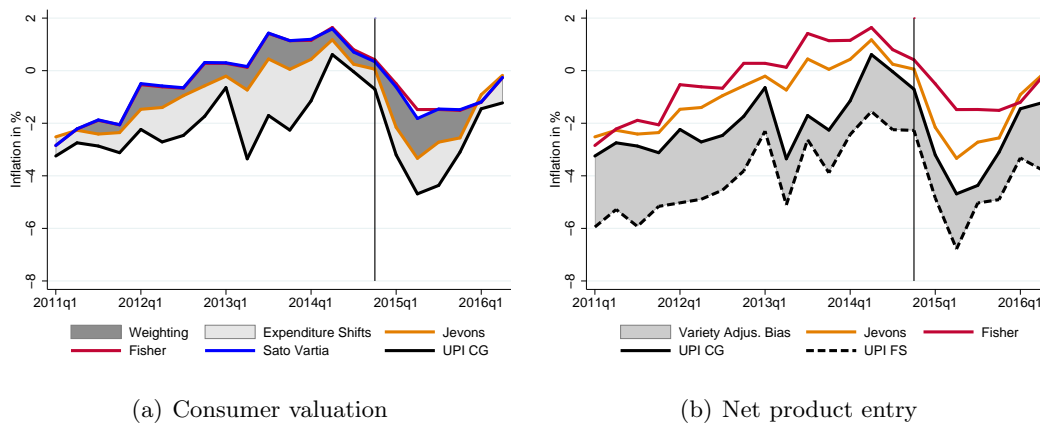 Inflation in %
2
0
−2
−4
−6
−8
2011q1 2012q1 2013q1 2014q1 2015q1 2016q1
Weighting Expenditure Shifts Jevons
Fisher Sato Vartia UPI CG
(a) Consumer valuation
Inflation in %
2
0
−2
−4
−6
−8
2011q1 2012q1 2013q1 2014q1 2015q1 2016q1
Variety Adjus. Bias Jevons Fisher
UPI CG UPI FS
(b) Net product entry